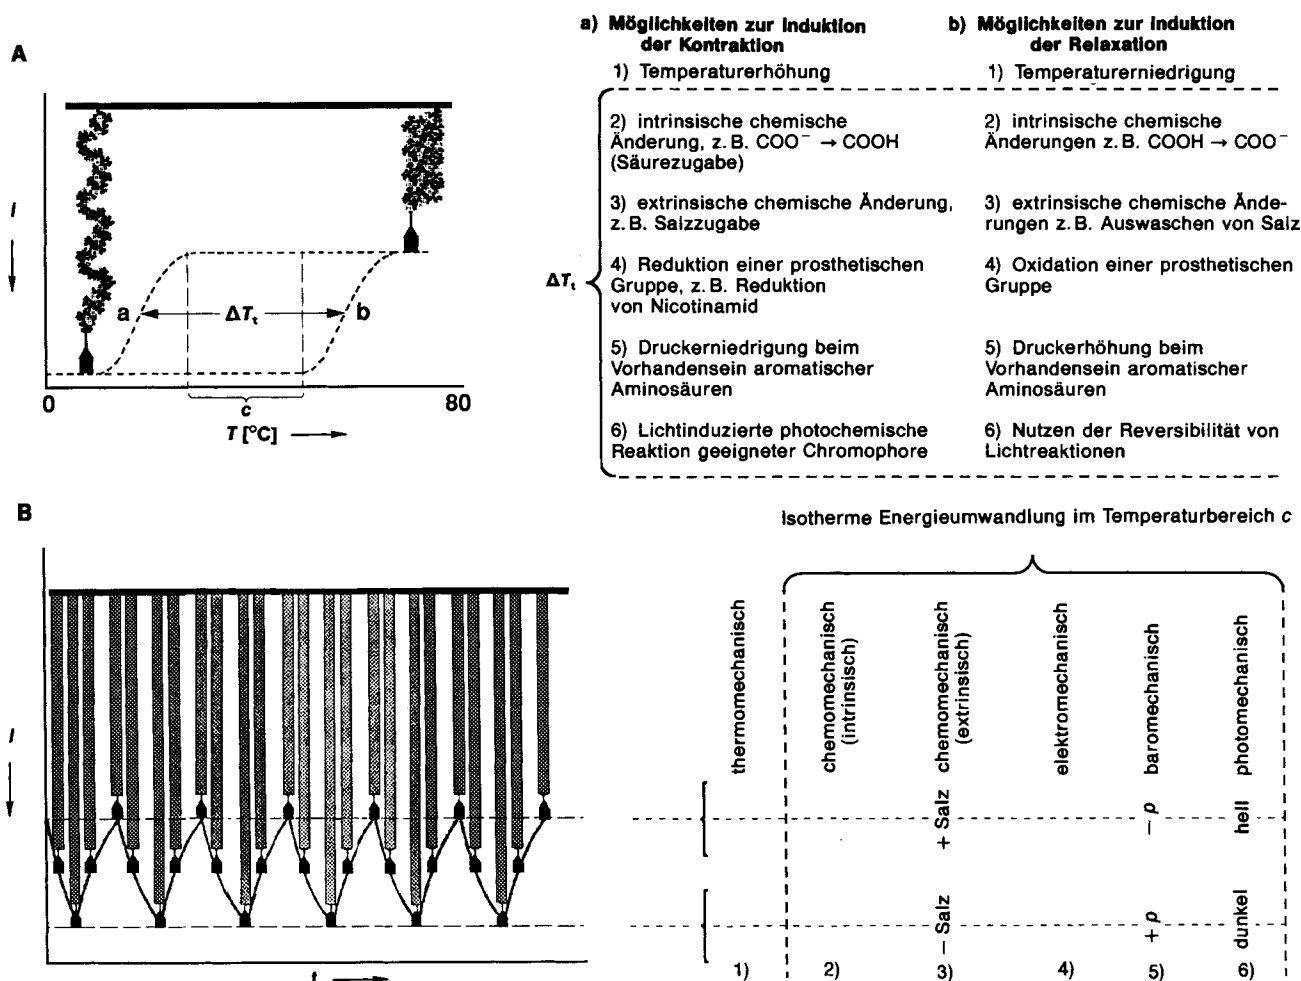 A
a) Möglichkeiten zur Induktion
der Kontraktion
1) Temperaturerhöhung
2) intrinsische chemische
Änderung, z. B. COO⁻ → COOH
(Säurezugabe)
3) extrinsische chemische Änderung,
z. B. Salzzugabe
4) Reduktion einer prosthetischen
Gruppe, z. B. Reduktion
von Nicotinamid
5) Druckerniedrigung beim
Vorhandensein aromatischer
Aminosäuren
6) Lichtinduzierte photochemische
Reaktion geeigneter Chromophore
b) Möglichkeiten zur Induktion
der Relaxation
1) Temperaturerniedrigung
2) intrinsische chemische
Änderungen z. B. COOH → COO⁻
3) extrinsische chemische Ände-
rungen z. B. Auswaschen von Salz
4) Oxidation einer prosthetischen
Gruppe
5) Druckerhöhung beim
Vorhandensein aromatischer
Aminosäuren
6) Nutzen der Reversibilität von
Lichtreaktionen
ΔTₜ
l
a
ΔTₜ
b
0
c
80
T [°C]
B
Isotherme Energieumwandlung im Temperaturbereich c
l
t
thermomechanisch
chemomechanisch
(intrinsisch)
chemomechanisch
(extrinsisch)
elektromechanisch
baromechanisch
photomechanisch
+ Salz
− p
hell
− Salz
+ p
dunkel
1)
2)
3)
4)
5)
6)